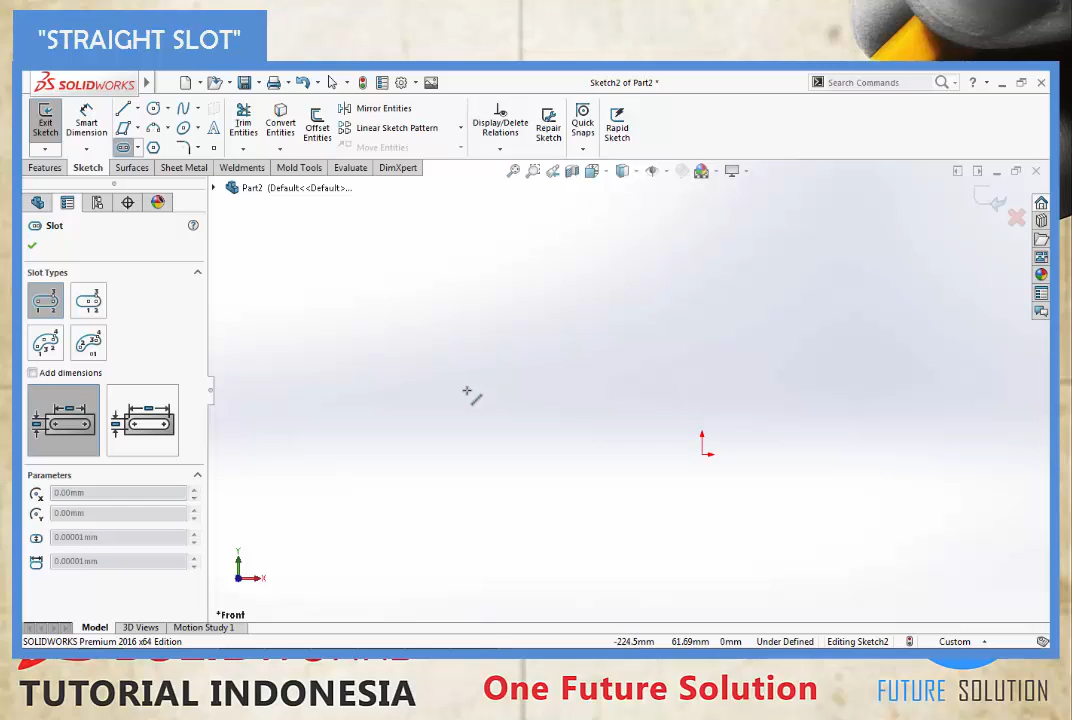 "STRAIGHT SLOT"
SOLIDWORKS
Sketch2 of Part2 *
Search Commands
Exit Sketch
Smart Dimension
Trim Entities
Convert Entities
Offset Entities
Mirror Entities
Linear Sketch Pattern
Move Entities
Display/Delete Relations
Repair Sketch
Quick Snaps
Rapid Sketch
Features
Sketch
Surfaces
Sheet Metal
Weldments
Mold Tools
Evaluate
DimXpert
Part2 (Default<<Default>...
Slot
Slot Types
Add dimensions
Parameters
0.00mm
0.00mm
0.00001mm
0.00001mm
Y
X
*Front
Model
3D Views
Motion Study 1
SOLIDWORKS Premium 2016 x64 Edition
-224.5mm
61.69mm
0mm
Under Defined
Editing Sketch2
Custom
TUTORIAL INDONESIA
One Future Solution
FUTURE SOLUTION